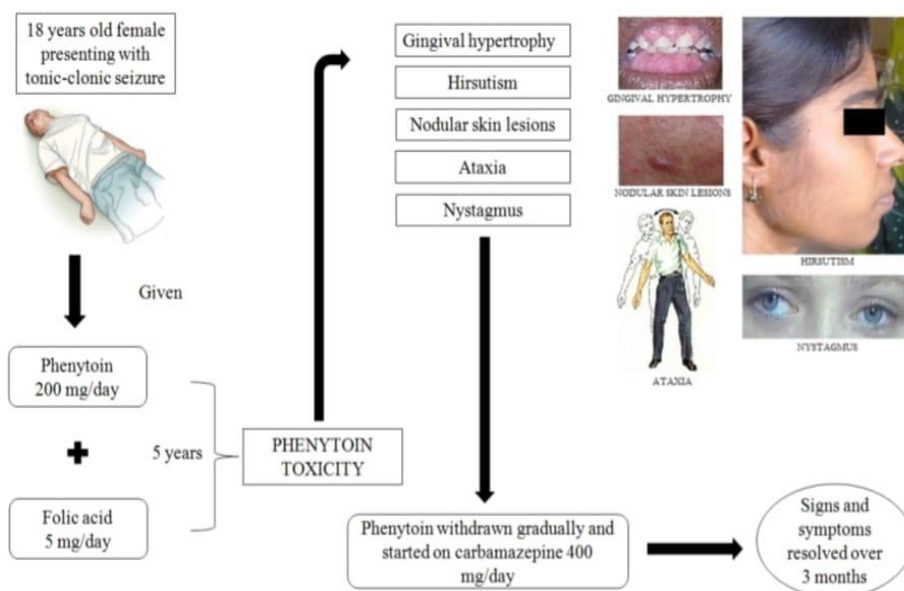 18 years old female
presenting with
tonic-clonic seizure
Given
Phenytoin
200 mg/day
5 years
Folic acid
5 mg/day
PHENYTOIN
TOXICITY
Gingival hypertrophy
Hirsutism
Nodular skin lesions
Ataxia
Nystagmus
GINGIVAL HYPERTROPHY
NODULAR SKIN LESIONS
ATAXIA
HIRSUTISM
NYSTAGMUS
Phenytoin withdrawn gradually and
started on carbamazepine 400
mg/day
Signs and
symptoms
resolved over
3 months